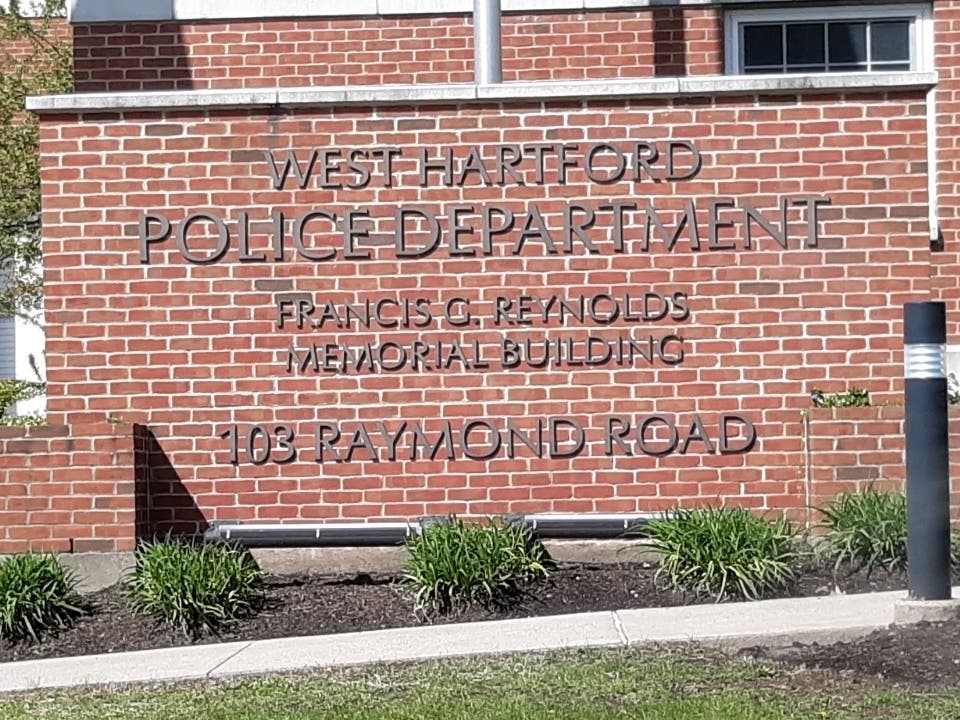 WEST HARTFORD
POLICE DEPARTMENT
FRANCIS G. REYNOLDS
MEMORIAL BUILDING
103 RAYMOND ROAD